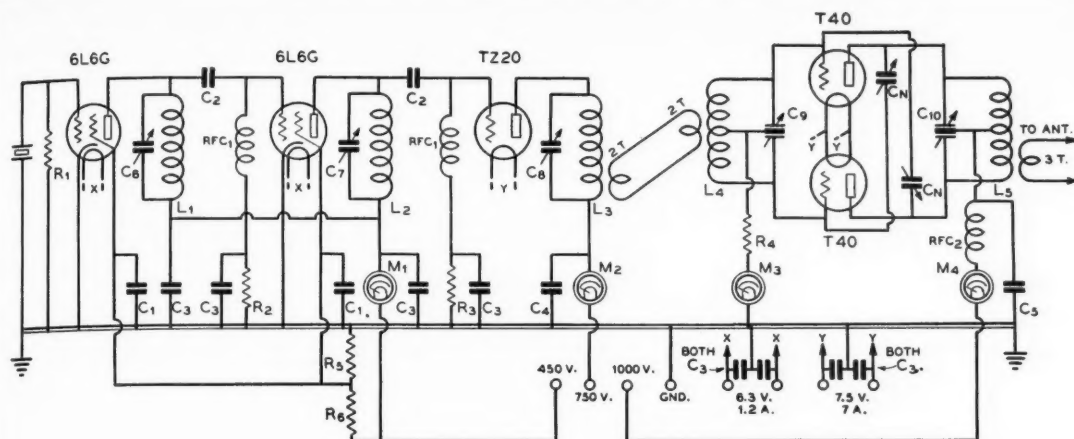 6L6G
6L6G
TZ20
T40
C2
C2
2 T.
2T.
C9
CN
C10
TO ANT.
3 T.
R1
X
C6
L1
RFC1
X
C7
L2
RFC1
Y
C8
L3
L4
Y
Y
T40
CN
L5
R4
RFC2
C1
C3
C3
R2
C1.
M1
C3
R3
C3
C4
M2
M3
M4
C5
R5
R6
450 V.
750 V.
1000 V.
GND.
BOTH
C3
X
X
6.3 V.
1.2 A.
Y
Y
BOTH
C3.
7.5 V.
7 A.